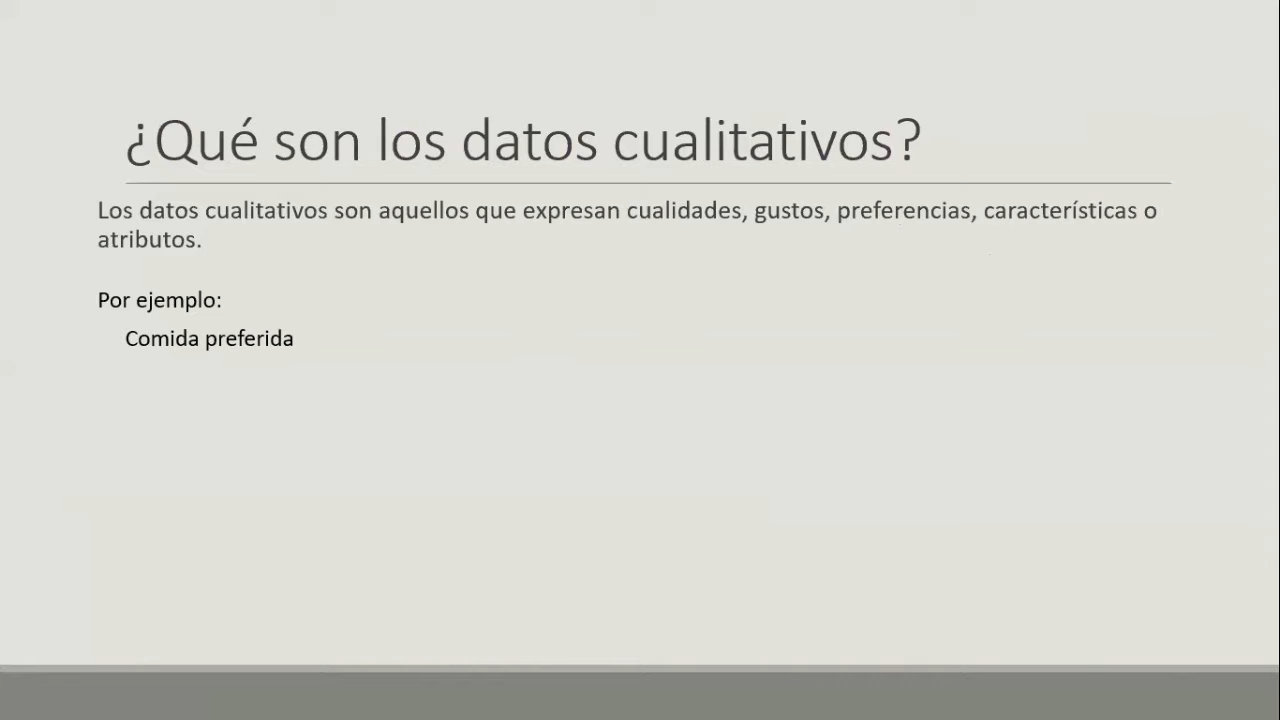 ¿Qué son los datos cualitativos?
Los datos cualitativos son aquellos que expresan cualidades, gustos, preferencias, características o
atributos.
Por ejemplo:
Comida preferida